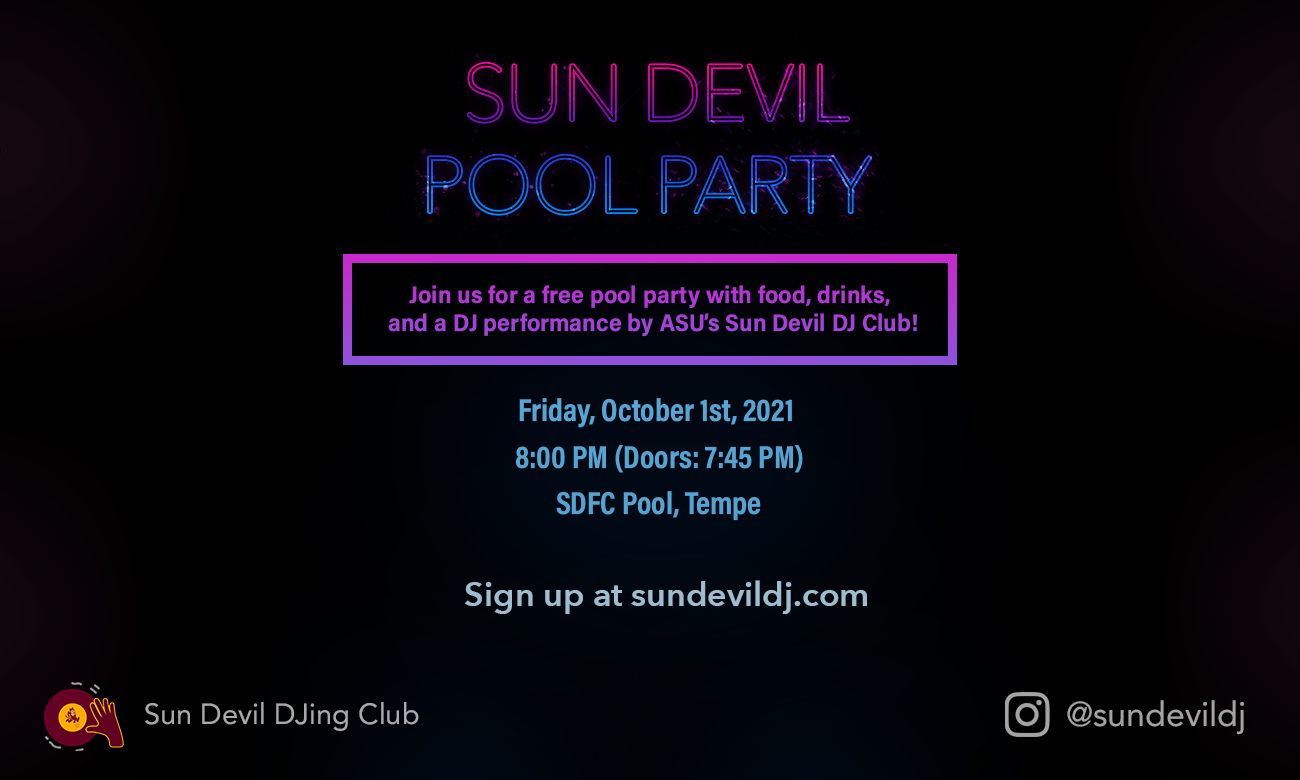 SUN DEVIL
POOL PARTY
Join us for a free pool party with food, drinks,
and a DJ performance by ASU's Sun Devil DJ Club!
Friday, October 1st, 2021
8:00 PM (Doors: 7:45 PM)
SDFC Pool, Tempe
Sign up at sundevildj.com
Sun Devil DJing Club
@sundevildj